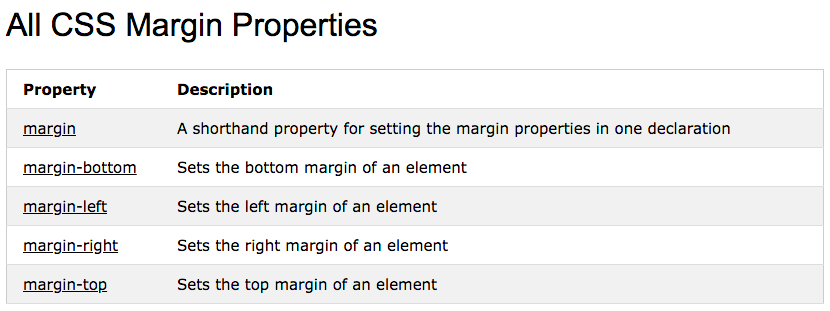 All CSS Margin Properties
Property Description
margin A shorthand property for setting the margin properties in one declaration
margin-bottom Sets the bottom margin of an element
margin-left Sets the left margin of an element
margin-right Sets the right margin of an element
margin-top Sets the top margin of an element